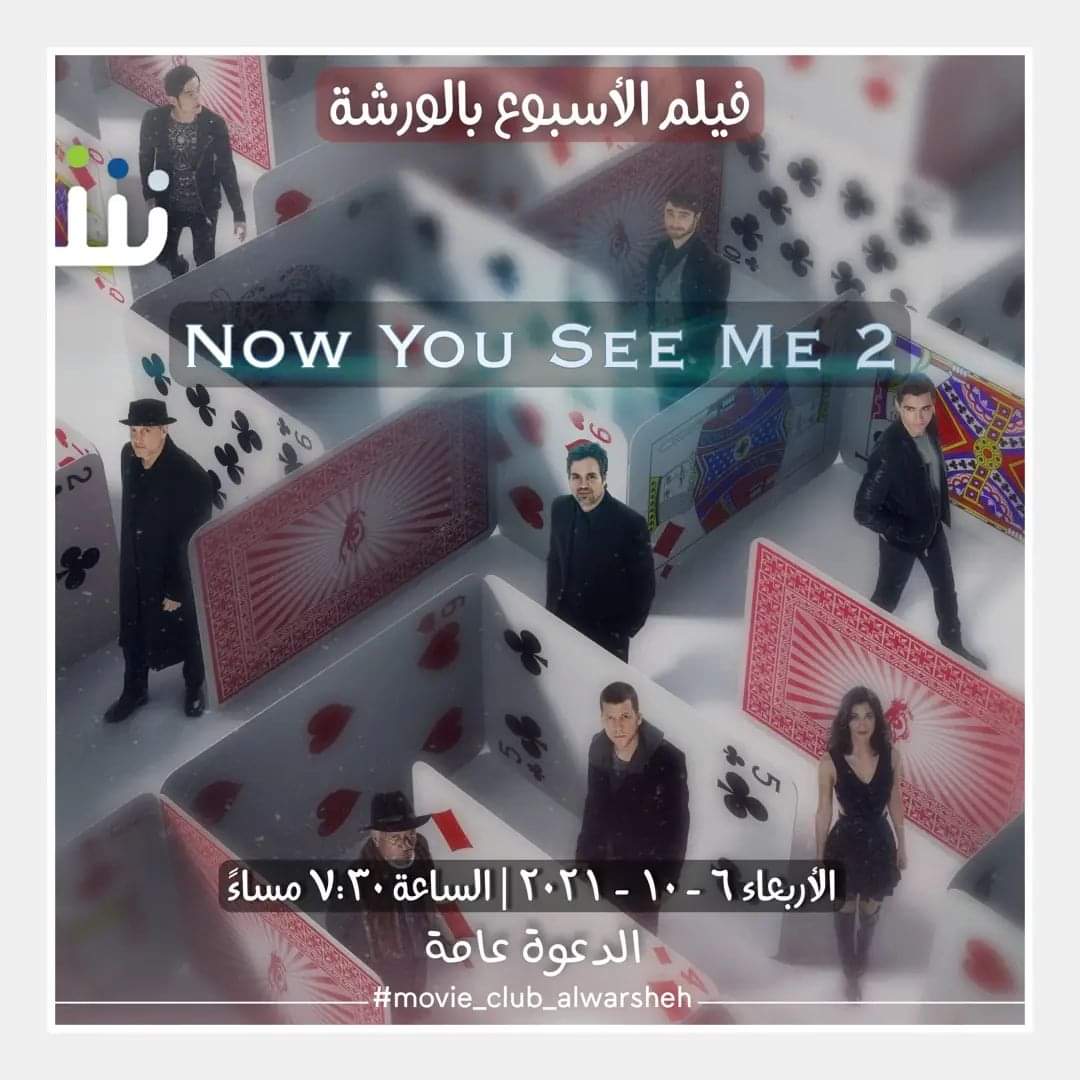 فيلم الأسبوع بالورشة
NOW YOU SEE ME 2
الأربعاء ٦ - ١٠ - ٢٠٢١ | الساعة ٧:٣٠ مساءً
الدعوة عامة
#movie_club_alwarsheh